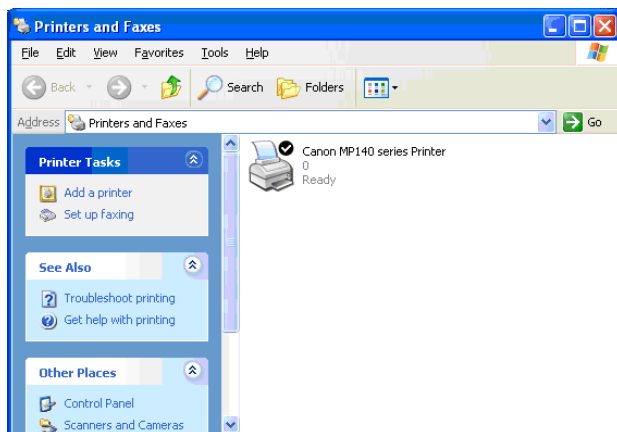 Printers and Faxes
File Edit View Favorites Tools Help
Back Search Folders
Address Printers and Faxes Go
Printer Tasks
Add a printer
Set up faxing
See Also
Troubleshoot printing
Get help with printing
Other Places
Control Panel
Scanners and Cameras
Canon MP140 series Printer
0
Ready